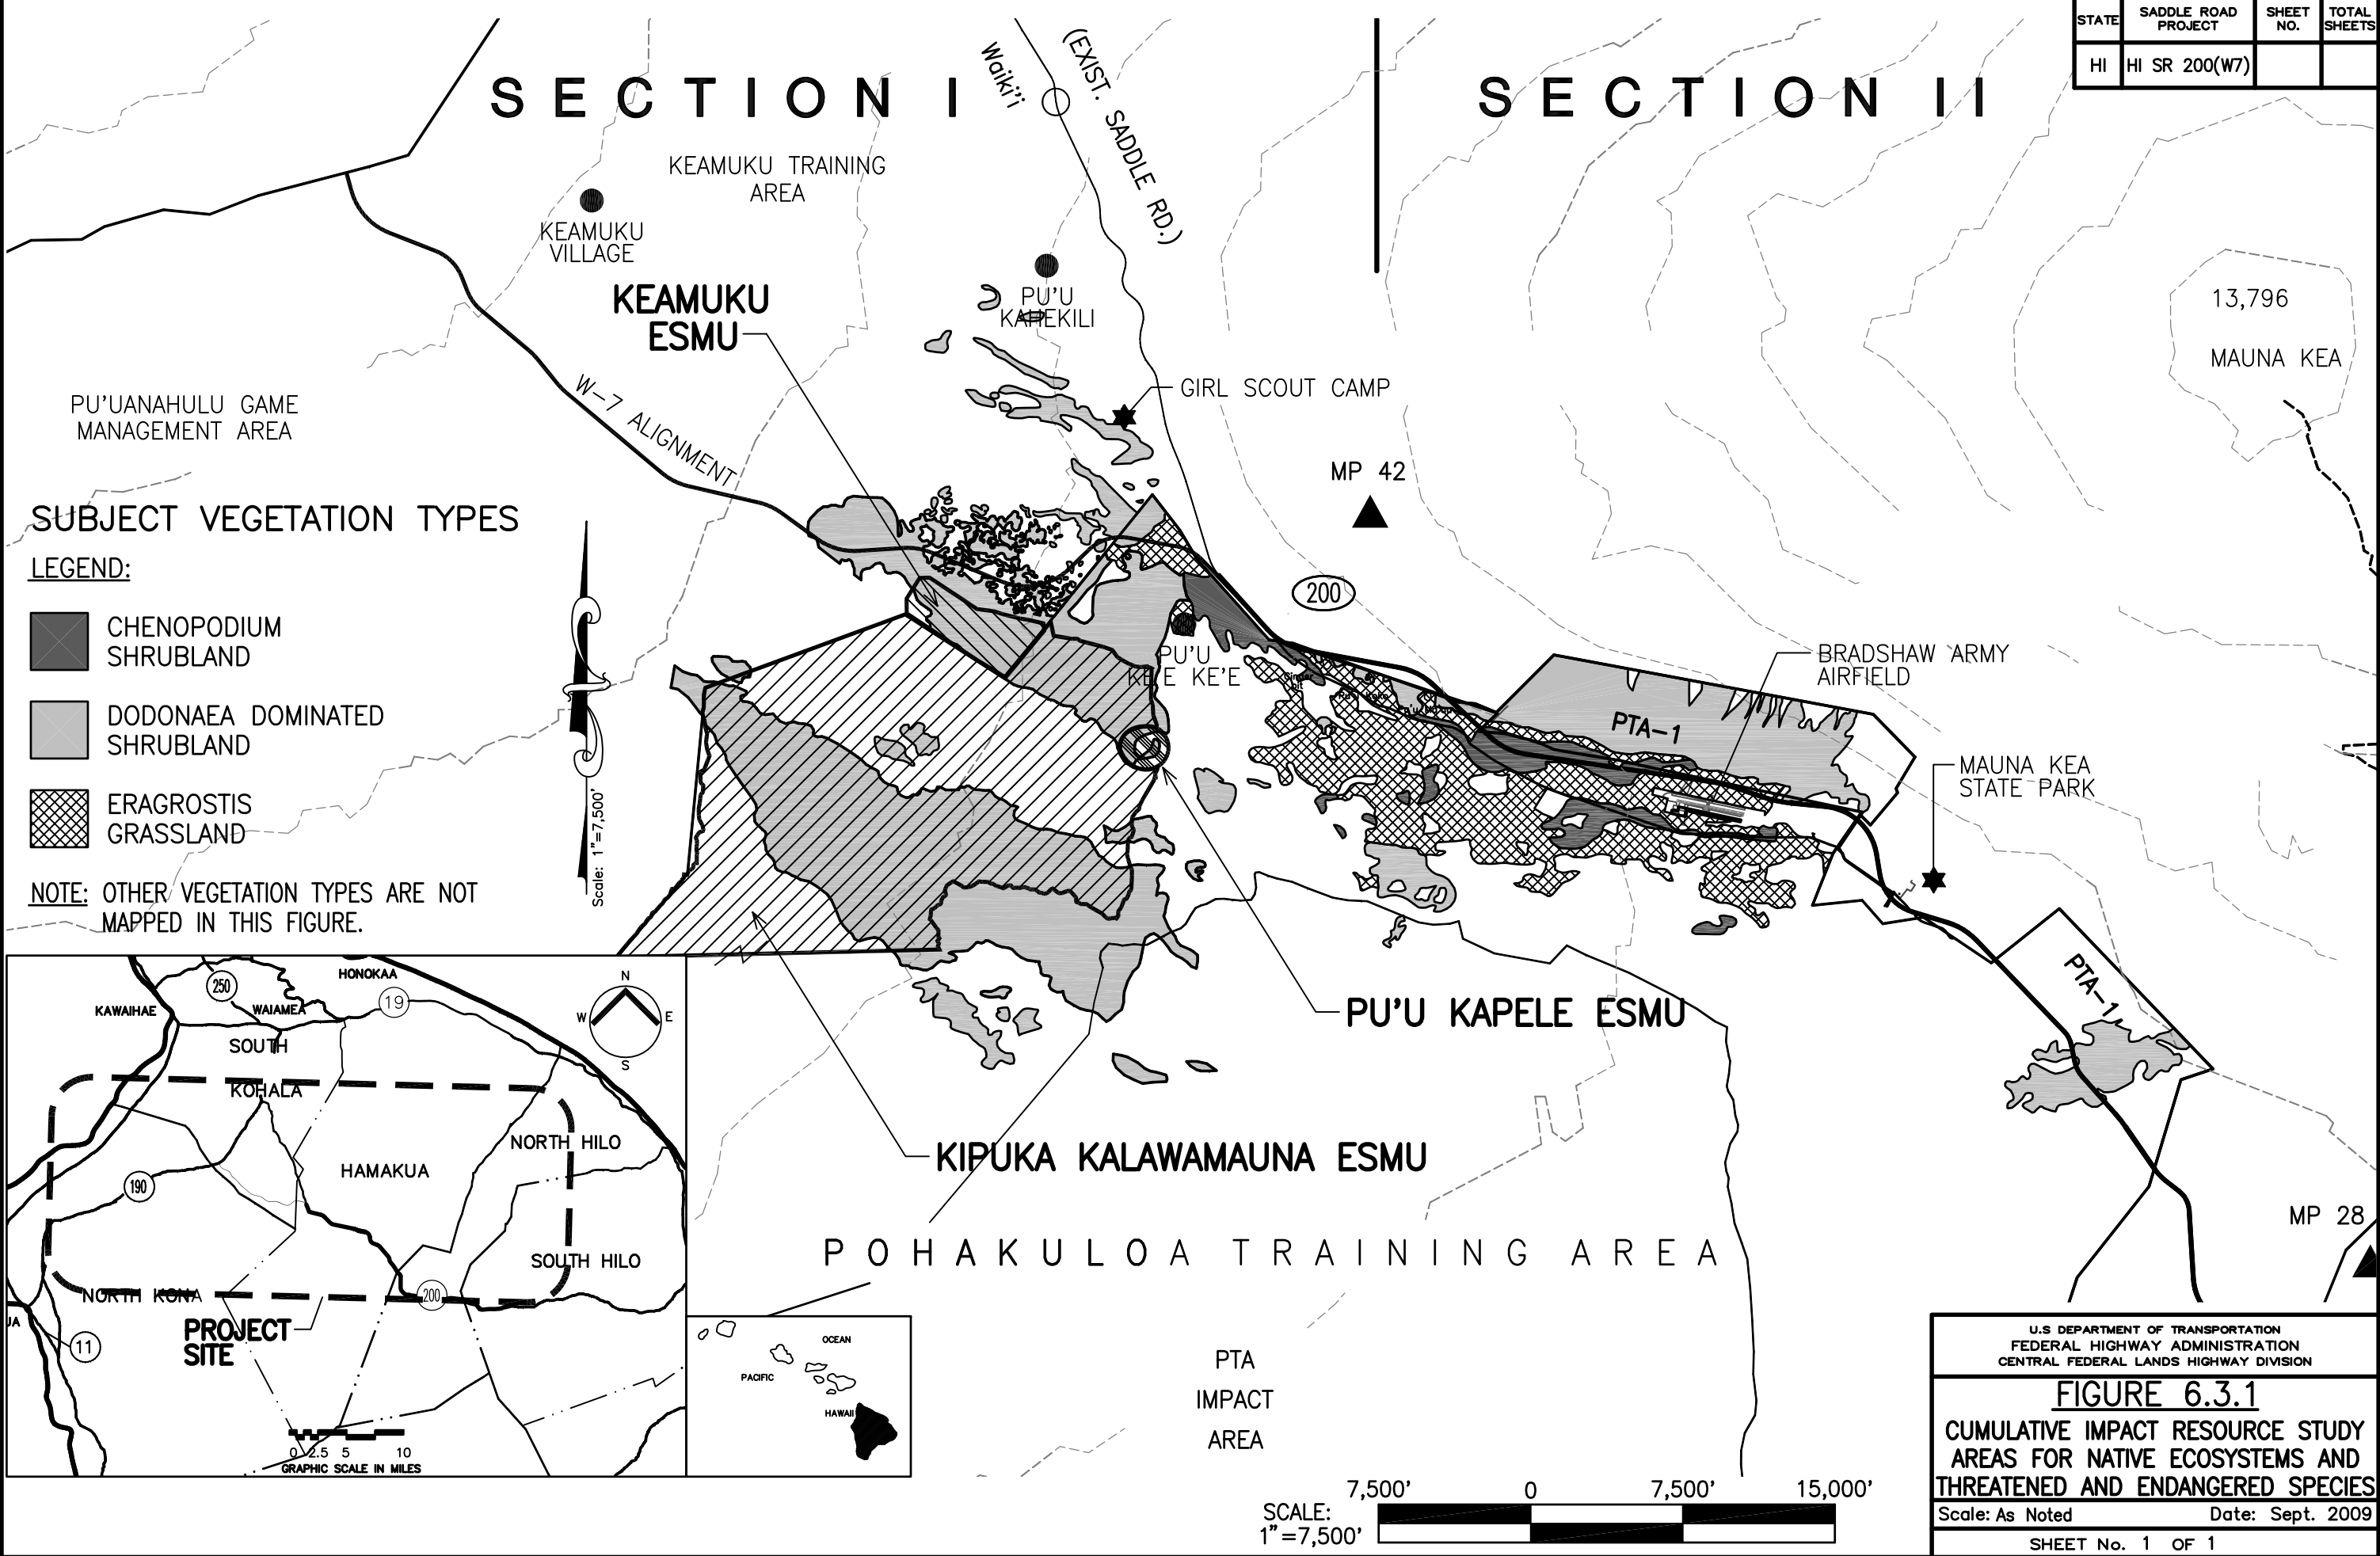 STATE
SADDLE ROAD
PROJECT
SHEET
NO.
TOTAL
SHEETS
HI
HI SR 200(W7)
SECTION I
SECTION II
Waiki'i
(EXIST. SADDLE RD.)
KEAMUKU TRAINING
AREA
KEAMUKU
VILLAGE
KEAMUKU
ESMU
PU'U
KAHEKILI
13,796
MAUNA KEA
W-7 ALIGNMENT
GIRL SCOUT CAMP
PU'UANAHULU GAME
MANAGEMENT AREA
MP 42
SUBJECT VEGETATION TYPES
LEGEND:
CHENOPODIUM
SHRUBLAND
DODONAEA DOMINATED
SHRUBLAND
ERAGROSTIS
GRASSLAND
NOTE: OTHER VEGETATION TYPES ARE NOT
MAPPED IN THIS FIGURE.
Scale: 1"=7,500'
200
PU'U
KE'E KE'E
BRADSHAW ARMY
AIRFIELD
PTA-1
MAUNA KEA
STATE PARK
PU'U KAPELE ESMU
PTA-1
KIPUKA KALAWAMAUNA ESMU
POHAKULOA TRAINING AREA
MP 28
PTA
IMPACT
AREA
HONOKAA
250
19
KAWAIHAE
WAIAMEA
N
W
E
S
SOUTH
KOHALA
NORTH HILO
HAMAKUA
190
SOUTH HILO
NORTH KONA
200
PROJECT
SITE
11
0 2.5 5 10
GRAPHIC SCALE IN MILES
OCEAN
PACIFIC
HAWAII
7,500' 0 7,500' 15,000'
SCALE:
1"=7,500'
U.S DEPARTMENT OF TRANSPORTATION
FEDERAL HIGHWAY ADMINISTRATION
CENTRAL FEDERAL LANDS HIGHWAY DIVISION
FIGURE 6.3.1
CUMULATIVE IMPACT RESOURCE STUDY
AREAS FOR NATIVE ECOSYSTEMS AND
THREATENED AND ENDANGERED SPECIES
Scale: As Noted Date: Sept. 2009
SHEET No. 1 OF 1